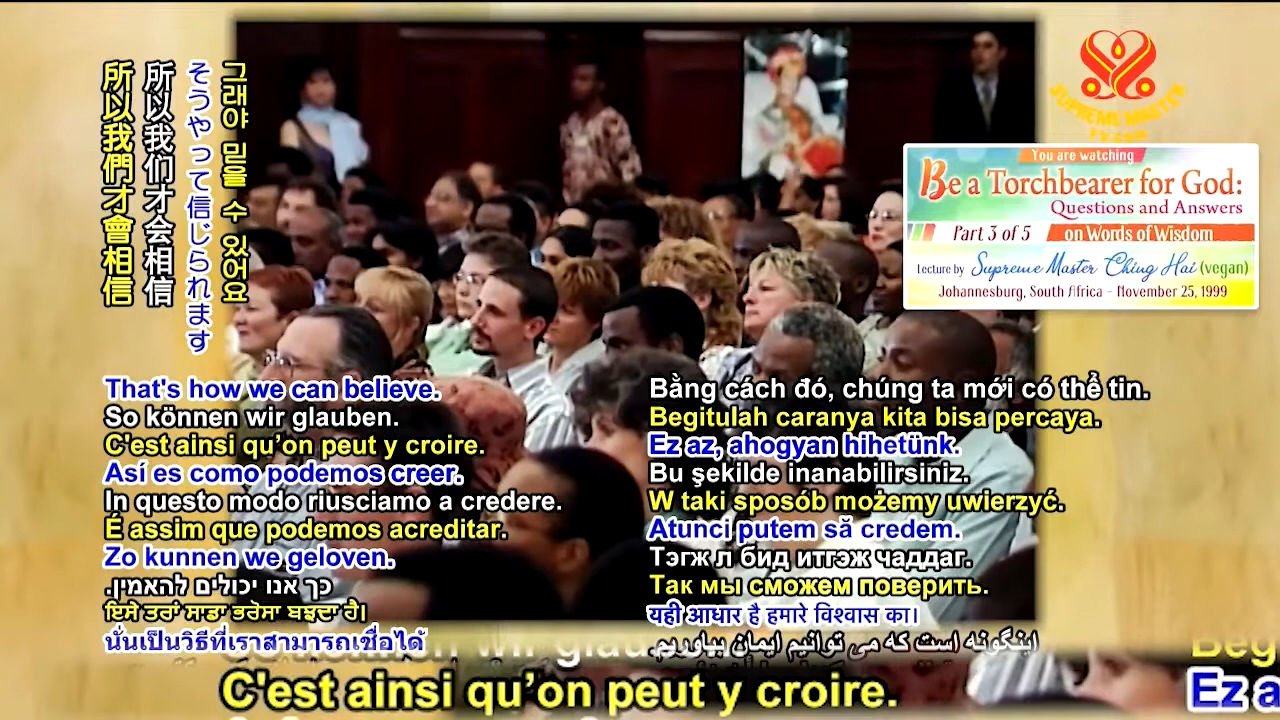 所以我們才會相信
所以我们才会相信
そうやって信じられます
그래야 믿을 수 있어요
SUPREME MASTER
TV.COM
You are watching
Be a Torchbearer for God:
Questions and Answers
Part 3 of 5 on Words of Wisdom
Lecture by Supreme Master Ching Hai (vegan)
Johannesburg, South Africa - November 25, 1999
That's how we can believe.
So können wir glauben.
C'est ainsi qu’on peut y croire.
Así es como podemos creer.
In questo modo riusciamo a credere.
É assim que podemos acreditar.
Zo kunnen we geloven.
כך אנו יכולים להאמין.
ਇਸੇ ਤਰਾਂ ਸਾਡਾ ਭਰੋਸਾ ਬਝਦਾ ਹੈ।
นั่นเป็นวิธีที่เราสามารถเชื่อได้
Bằng cách đó, chúng ta mới có thể tin.
Begitulah caranya kita bisa percaya.
Ez az, ahogyan hihetünk.
Bu şekilde inanabilirsiniz.
W taki sposób możemy uwierzyć.
Atunci putem să credem.
Тэгж л бид итгэж чаддаг.
Так мы сможем поверить.
यही आधार है हमारे विश्वास का।
اینگونه است که می توانیم ایمان بیاوریم.
C'est ainsi qu’on peut y croire.
Beg
Ez a